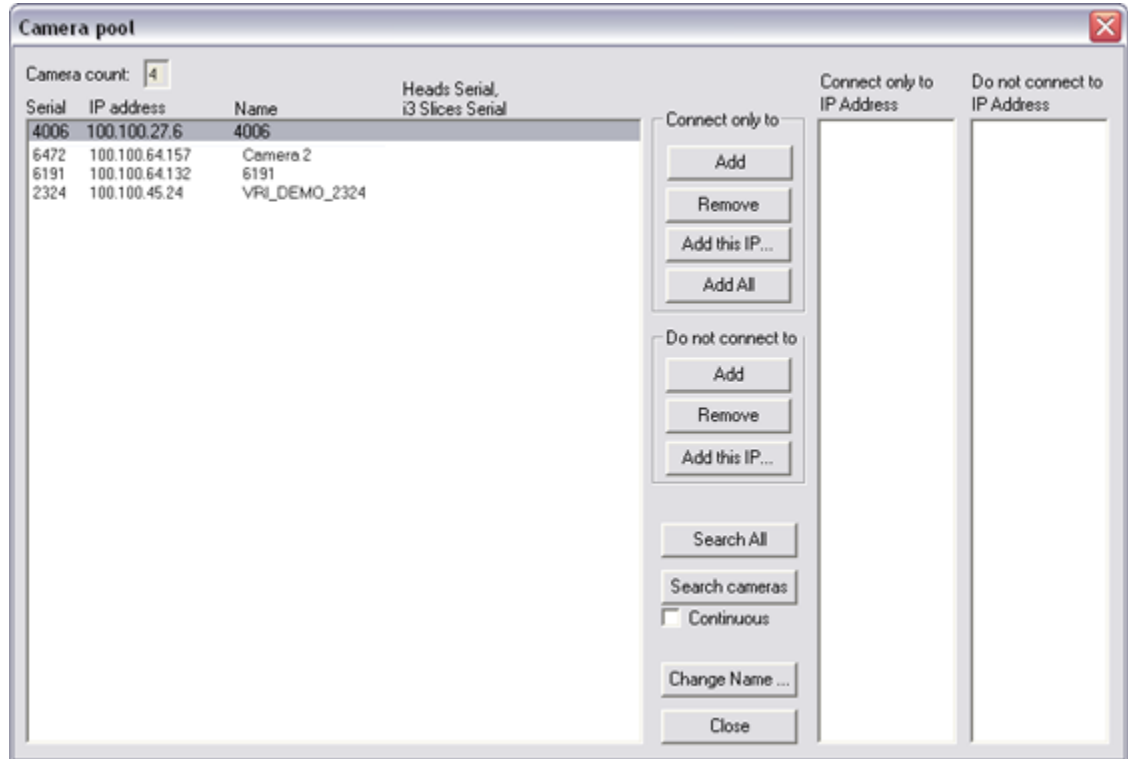 Camera pool
Camera count: 4
Serial IP address Name Heads Serial, i3 Slices Serial
4006 100.100.27.6 4006
6472 100.100.64.157 Camera 2
6191 100.100.64.132 6191
2324 100.100.45.24 VRI_DEMO_2324
Connect only to
Add
Remove
Add this IP...
Add All
Do not connect to
Add
Remove
Add this IP...
Search All
Search cameras
Continuous
Change Name ...
Close
Connect only to
IP Address
Do not connect to
IP Address